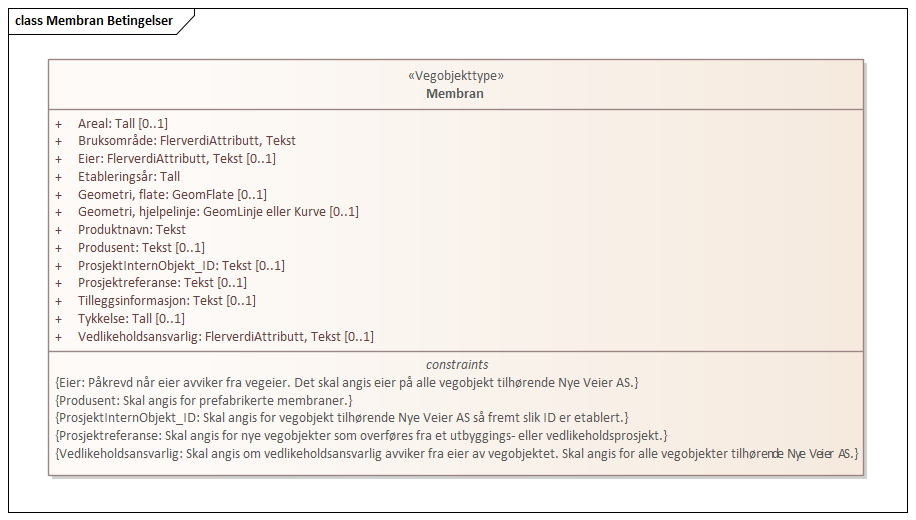 class Membran Betingelser
«Vegobjekttype»
Membran
+ Areal: Tall [0..1]
+ Bruksområde: FlerverdiAttributt, Tekst
+ Eier: FlerverdiAttributt, Tekst [0..1]
+ Etableringsår: Tall
+ Geometri, flate: GeomFlate [0..1]
+ Geometri, hjelpelinje: GeomLinje eller Kurve [0..1]
+ Produktnavn: Tekst
+ Produsent: Tekst [0..1]
+ ProsjektInternObjekt_ID: Tekst [0..1]
+ Prosjektreferanse: Tekst [0..1]
+ Tilleggsinformasjon: Tekst [0..1]
+ Tykkelse: Tall [0..1]
+ Vedlikeholdsansvarlig: FlerverdiAttributt, Tekst [0..1]
constraints
{Eier: Påkrevd når eier avviker fra vegeier. Det skal angis eier på alle vegobjekt tilhørende Nye Veier AS.}
{Produsent: Skal angis for prefabrikerte membraner.}
{ProsjektInternObjekt_ID: Skal angis for vegobjekt tilhørende Nye Veier AS så fremt slik ID er etablert.}
{Prosjektreferanse: Skal angis for nye vegobjekter som overføres fra et utbyggings- eller vedlikeholdsprosjekt.}
{Vedlikeholdsansvarlig: Skal angis om vedlikeholdsansvarlig avviker fra eier av vegobjektet. Skal angis for alle vegobjekter tilhørende Nye Veier AS.}